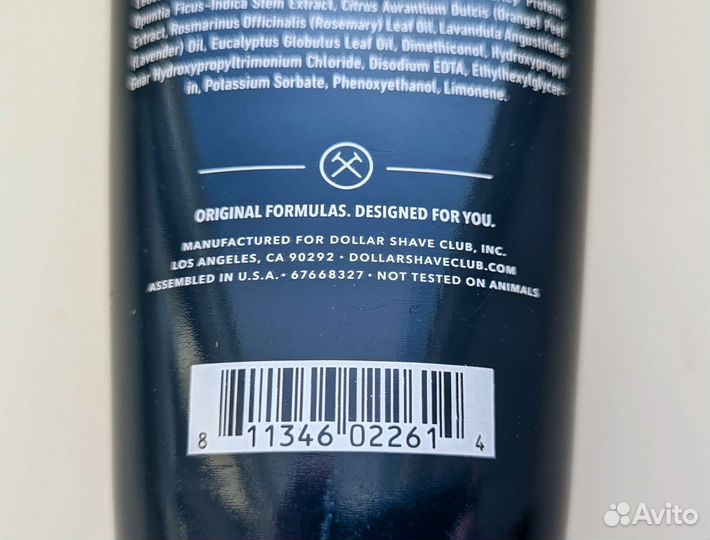 Protein,
Opuntia Ficus-Indica Stem Extract, Citrus Aurantium Dulcis (Orange) Peel
Extract, Rosmarinus Officinalis (Rosemary) Leaf Oil, Lavandula Angustifolia
(Lavender) Oil, Eucalyptus Globulus Leaf Oil, Dimethiconol, Hydroxypropyl
Guar Hydroxypropyltrimonium Chloride, Disodium EDTA, Ethylhexylglycer-
in, Potassium Sorbate, Phenoxyethanol, Limonene.
ORIGINAL FORMULAS. DESIGNED FOR YOU.
MANUFACTURED FOR DOLLAR SHAVE CLUB, INC.
LOS ANGELES, CA 90292 • DOLLARSHAVECLUB.COM
ASSEMBLED IN U.S.A. • 67668327 • NOT TESTED ON ANIMALS
8 11346 02261 4
Avito